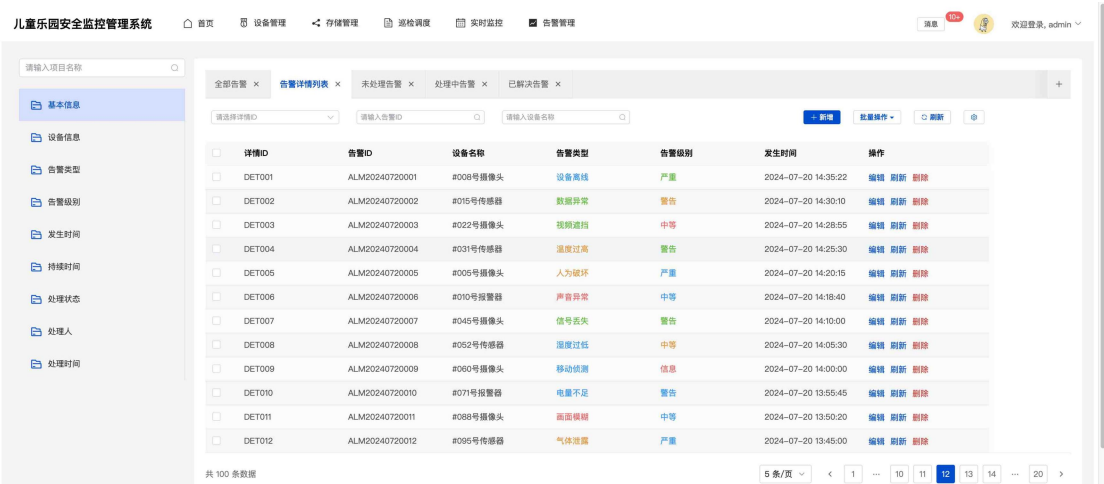 儿童乐园安全监控管理系统 首页 设备管理 存储管理 巡检调度 实时监控 告警管理 消息 10+ 欢迎登录, admin
请输入项目名称
基本信息
设备信息
告警类型
告警级别
发生时间
持续时间
处理状态
处理人
处理时间
全部告警 × 告警详情列表 × 未处理告警 × 处理中告警 × 已解决告警 × +
请选择详情ID 请输入告警ID 请输入设备名称 + 新增 批量操作 刷新
详情ID 告警ID 设备名称 告警类型 告警级别 发生时间 操作
DET001 ALM20240720001 #008号摄像头 设备离线 严重 2024-07-20 14:35:22 编辑 刷新 删除
DET002 ALM20240720002 #015号传感器 数据异常 警告 2024-07-20 14:30:10 编辑 刷新 删除
DET003 ALM20240720003 #022号摄像头 视频遮挡 中等 2024-07-20 14:28:55 编辑 刷新 删除
DET004 ALM20240720004 #031号传感器 温度过高 警告 2024-07-20 14:25:30 编辑 刷新 删除
DET005 ALM20240720005 #005号摄像头 人为破坏 严重 2024-07-20 14:20:15 编辑 刷新 删除
DET006 ALM20240720006 #010号报警器 声音异常 中等 2024-07-20 14:18:40 编辑 刷新 删除
DET007 ALM20240720007 #045号摄像头 信号丢失 警告 2024-07-20 14:10:00 编辑 刷新 删除
DET008 ALM20240720008 #052号传感器 湿度过低 中等 2024-07-20 14:05:30 编辑 刷新 删除
DET009 ALM20240720009 #060号摄像头 移动侦测 信息 2024-07-20 14:00:00 编辑 刷新 删除
DET010 ALM20240720010 #071号报警器 电量不足 警告 2024-07-20 13:55:45 编辑 刷新 删除
DET011 ALM20240720011 #088号摄像头 画面模糊 中等 2024-07-20 13:50:20 编辑 刷新 删除
DET012 ALM20240720012 #095号传感器 气体泄露 严重 2024-07-20 13:45:00 编辑 刷新 删除
共 100 条数据 5 条/页 < 1 ··· 10 11 12 13 14 ··· 20 >